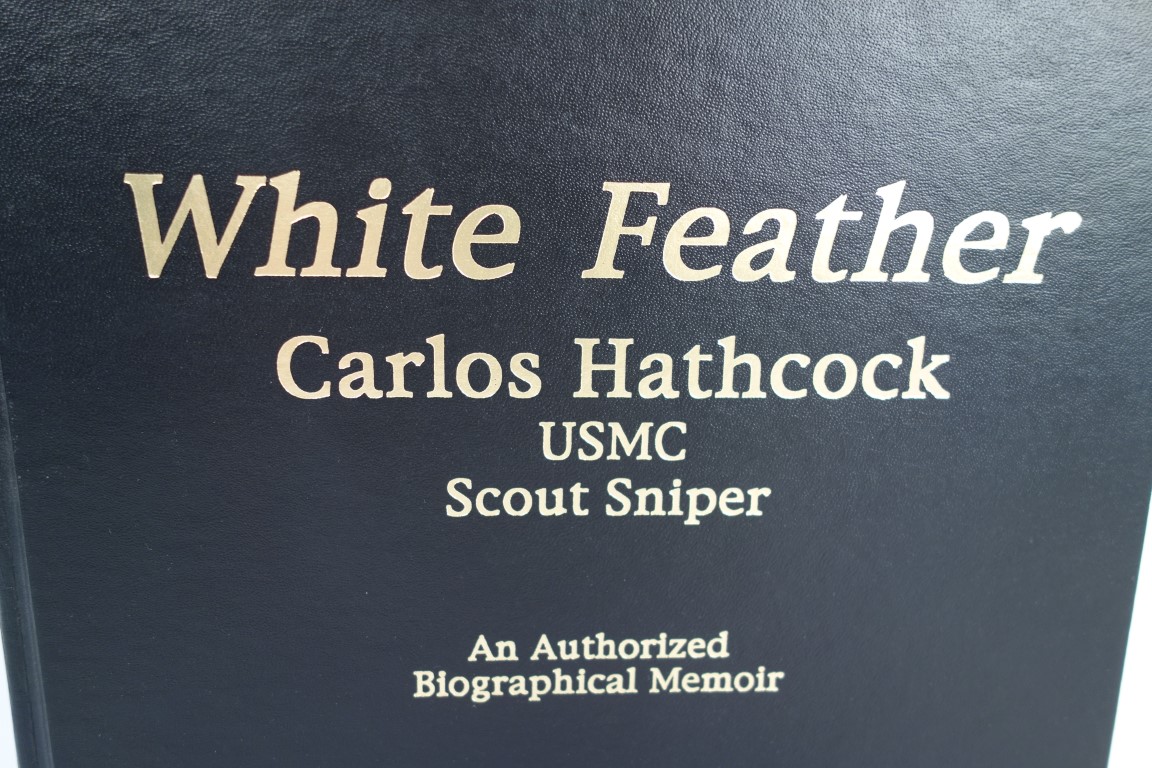 White Feather
Carlos Hathcock
USMC
Scout Sniper
An Authorized
Biographical Memoir